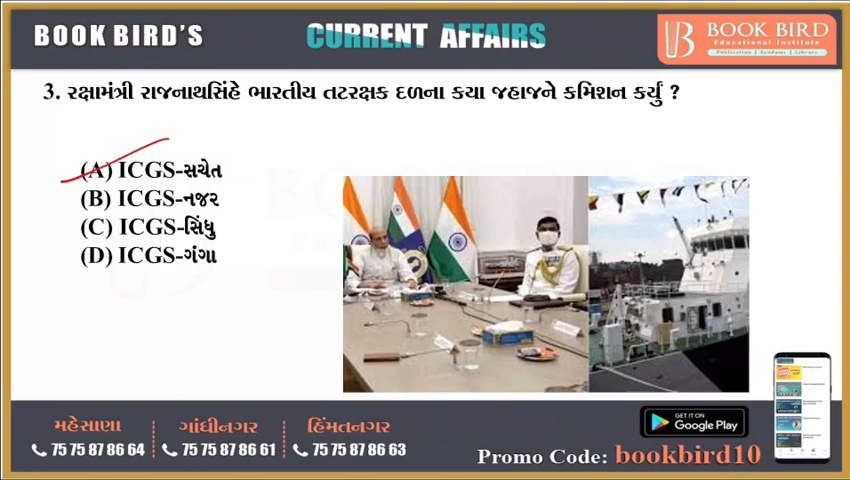 BOOK BIRD'S
CURRENT AFFAIRS
BOOK BIRD
Educational Institute
Publication | Academy | Library
3. રક્ષામંત્રી રાજનાથસિંહે ભારતીય તટરક્ષક દળના કયા જહાજને કમિશન કર્યું ?
(A) ICGS-સચેત
(B) ICGS-નજર
(C) ICGS-સિંધુ
(D) ICGS-ગંગા
મહેસાણા
75 75 87 86 64
ગાંધીનગર
75 75 87 86 61
હિંમતનગર
75 75 87 86 63
GET IT ON
Google Play
Promo Code: bookbird10